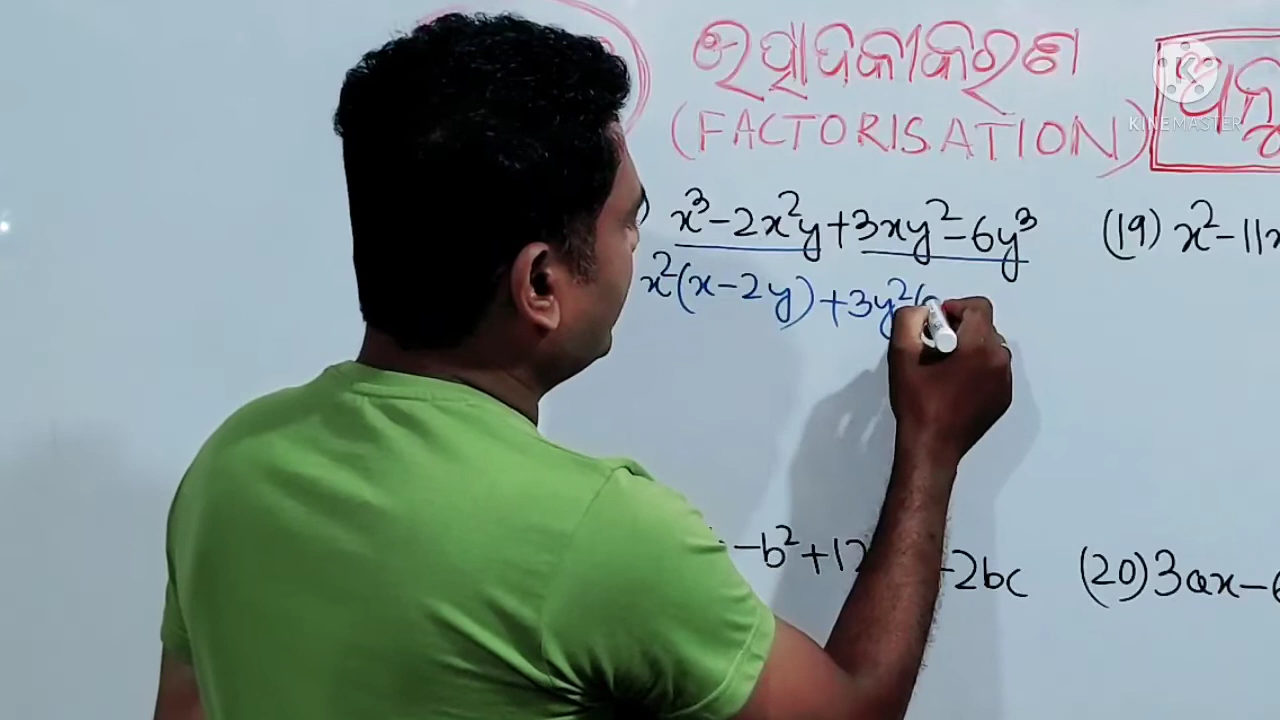 ଉତ୍ପାଦକୀକରଣ
(FACTORISATION)
KINEMASTER
) x³-2x²y+3xy²-6y³
(19) x²-11x
x²(x-2y)+3y²(
-b²+12
-2bc
(20) 3ax-6